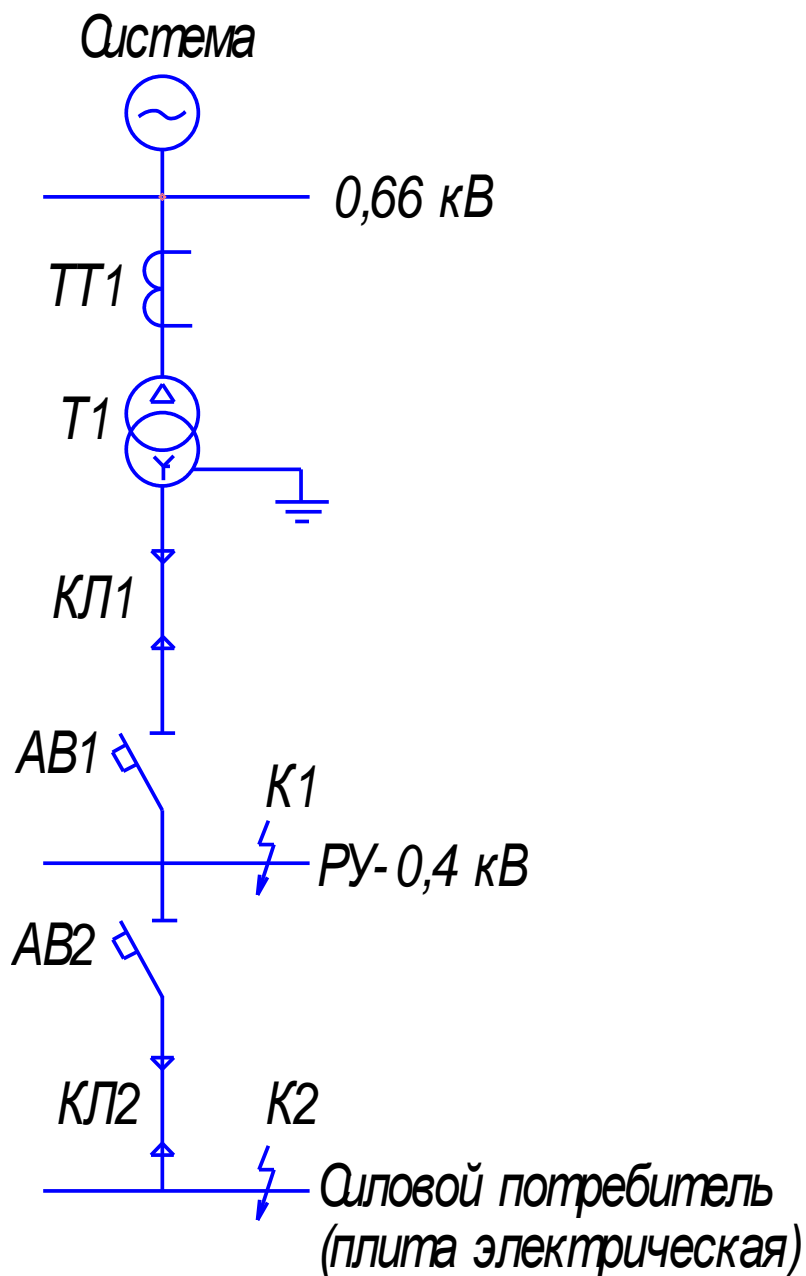 Система
0,66 кВ
ТТ1
Т1
КЛ1
АВ1
К1
РУ- 0,4 кВ
АВ2
КЛ2
К2
Силовой потребитель
(плита электрическая)